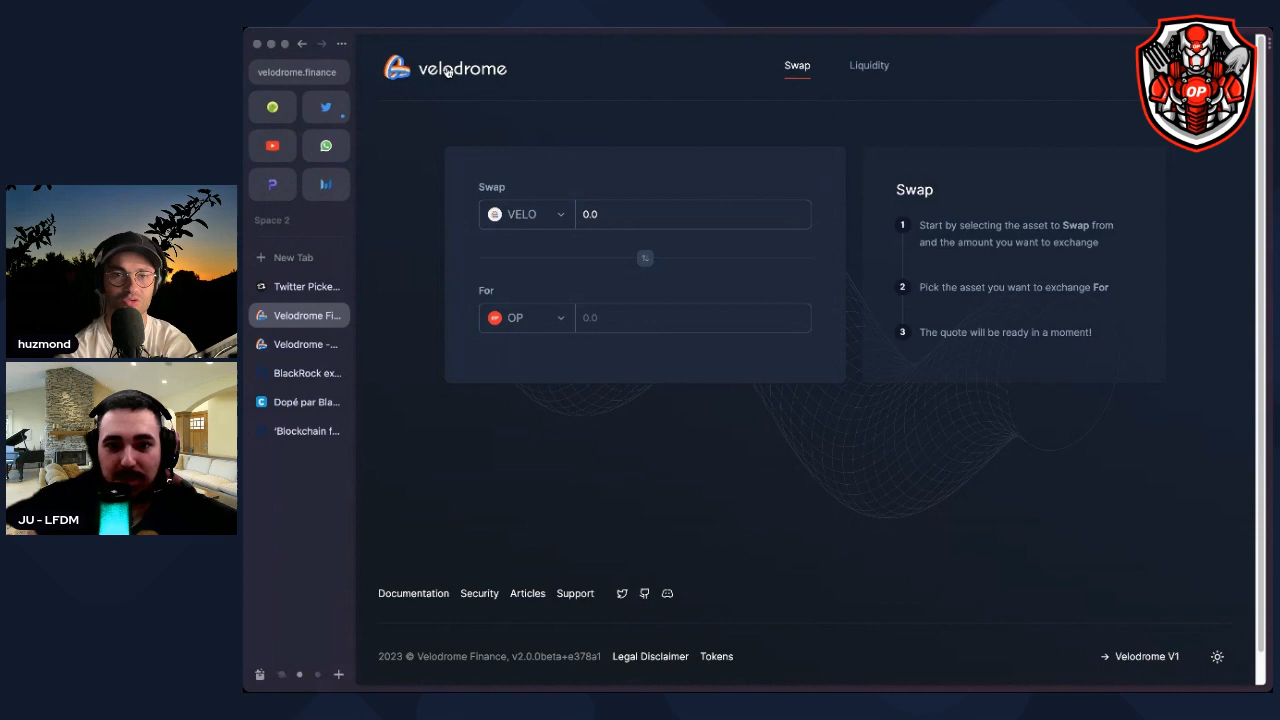 velodrome.finance
Space 2
New Tab
Twitter Picke...
Velodrome Fi...
Velodrome -...
BlackRock ex...
Dopé par Bla...
‘Blockchain f...
huzmond
JU - LFDM
velodrome
Swap
Liquidity
Swap
VELO
0.0
For
OP
0.0
Swap
1 Start by selecting the asset to Swap from
and the amount you want to exchange
2 Pick the asset you want to exchange For
3 The quote will be ready in a moment!
Documentation Security Articles Support
2023 © Velodrome Finance, v2.0.0beta+e378a1 Legal Disclaimer Tokens
→ Velodrome V1
OP
OP